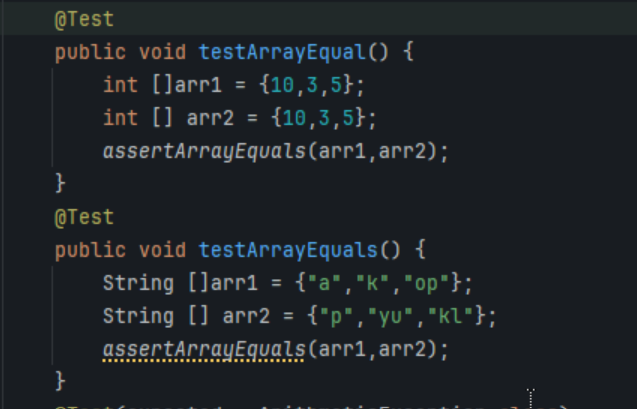 @Test
public void testArrayEqual() {
int []arr1 = {10,3,5};
int [] arr2 = {10,3,5};
assertArrayEquals(arr1,arr2);
}
@Test
public void testArrayEquals() {
String []arr1 = {"a","k","op"};
String [] arr2 = {"p","yu","kl"};
assertArrayEquals(arr1,arr2);
}